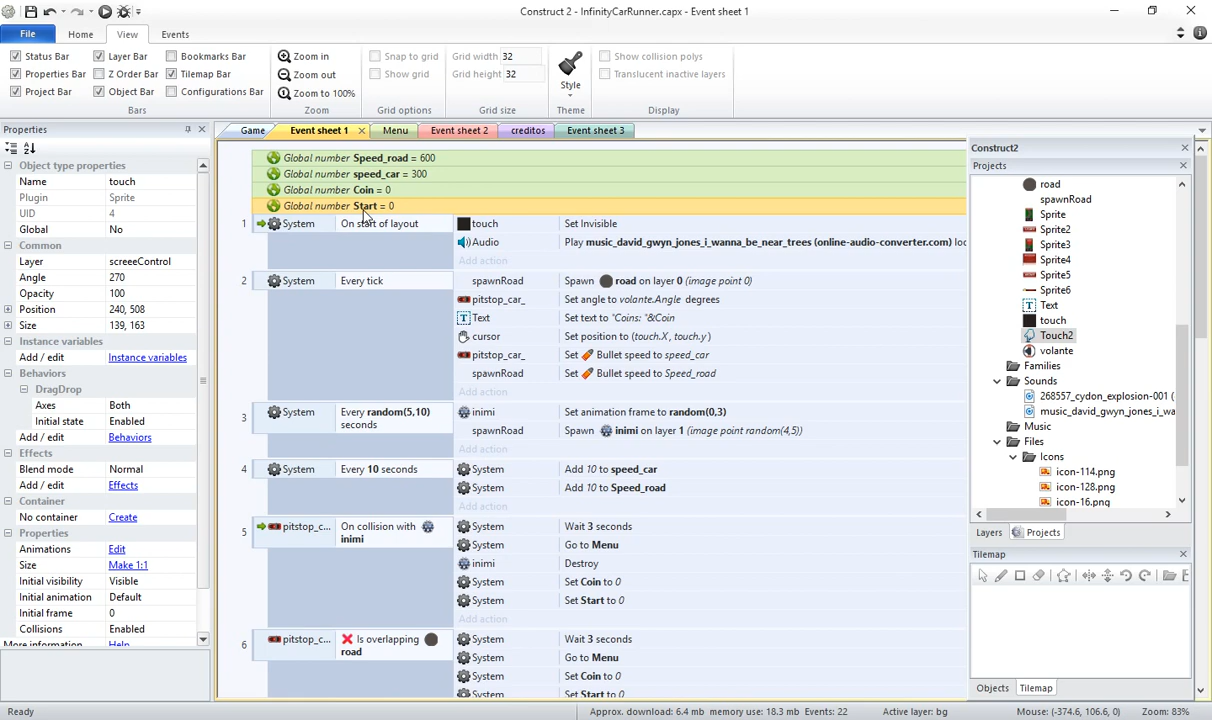 Construct 2 - InfinityCarRunner.capx - Event sheet 1
File Home View Events
Status Bar Layer Bar Bookmarks Bar
Properties Bar Z Order Bar Tilemap Bar
Project Bar Object Bar Configurations Bar
Bars
Zoom in
Zoom out
Zoom to 100%
Zoom
Snap to grid
Show grid
Grid options
Grid width 32
Grid height 32
Grid size
Style
Theme
Show collision polys
Translucent inactive layers
Display
Properties
Object type properties
Name touch
Plugin Sprite
UID 4
Global No
Common
Layer screeeControl
Angle 270
Opacity 100
Position 240, 508
Size 139, 163
Instance variables
Add / edit Instance variables
Behaviors
DragDrop
Axes Both
Initial state Enabled
Add / edit Behaviors
Effects
Blend mode Normal
Add / edit Effects
Container
No container Create
Properties
Animations Edit
Size Make 1:1
Initial visibility Visible
Initial animation Default
Initial frame 0
Collisions Enabled
More information Help
Game Event sheet 1 Menu Event sheet 2 creditos Event sheet 3
Global number Speed_road = 600
Global number speed_car = 300
Global number Coin = 0
Global number Start = 0
1 System On start of layout touch Set Invisible
Audio Play music_david_gwyn_jones_i_wanna_be_near_trees (online-audio-converter.com) loo
Add action
2 System Every tick spawnRoad Spawn road on layer 0 (image point 0)
pitstop_car_ Set angle to volante.Angle degrees
Text Set text to "Coins: "&Coin
cursor Set position to (touch.X, touch.y )
pitstop_car_ Set Bullet speed to speed_car
spawnRoad Set Bullet speed to Speed_road
Add action
3 System Every random(5,10) seconds inimi Set animation frame to random(0,3)
spawnRoad Spawn inimi on layer 1 (image point random(4,5))
Add action
4 System Every 10 seconds System Add 10 to speed_car
System Add 10 to Speed_road
Add action
5 pitstop_c... On collision with inimi System Wait 3 seconds
System Go to Menu
inimi Destroy
System Set Coin to 0
System Set Start to 0
Add action
6 pitstop_c... Is overlapping road System Wait 3 seconds
System Go to Menu
System Set Coin to 0
System Set Start to 0
Construct2
Projects
road
spawnRoad
Sprite
Sprite2
Sprite3
Sprite4
Sprite5
Sprite6
Text
touch
Touch2
volante
Families
Sounds
268557_cydon_explosion-001 (
music_david_gwyn_jones_i_wa
Music
Files
Icons
icon-114.png
icon-128.png
icon-16.png
Layers Projects
Tilemap
Objects Tilemap
Ready Approx. download: 6.4 mb memory use: 18.3 mb Events: 22 Active layer: bg Mouse: (-374.6, 106.6, 0) Zoom: 83%